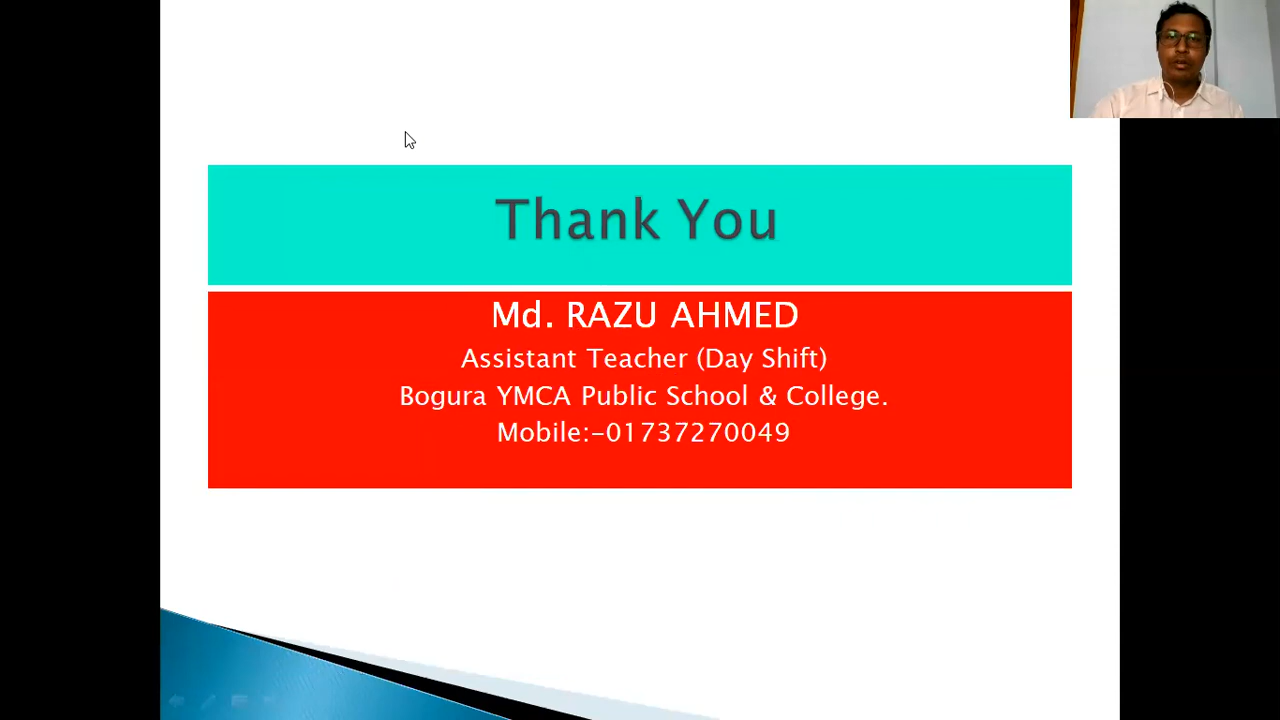 Thank You
Md. RAZU AHMED
Assistant Teacher (Day Shift)
Bogura YMCA Public School & College.
Mobile:-01737270049